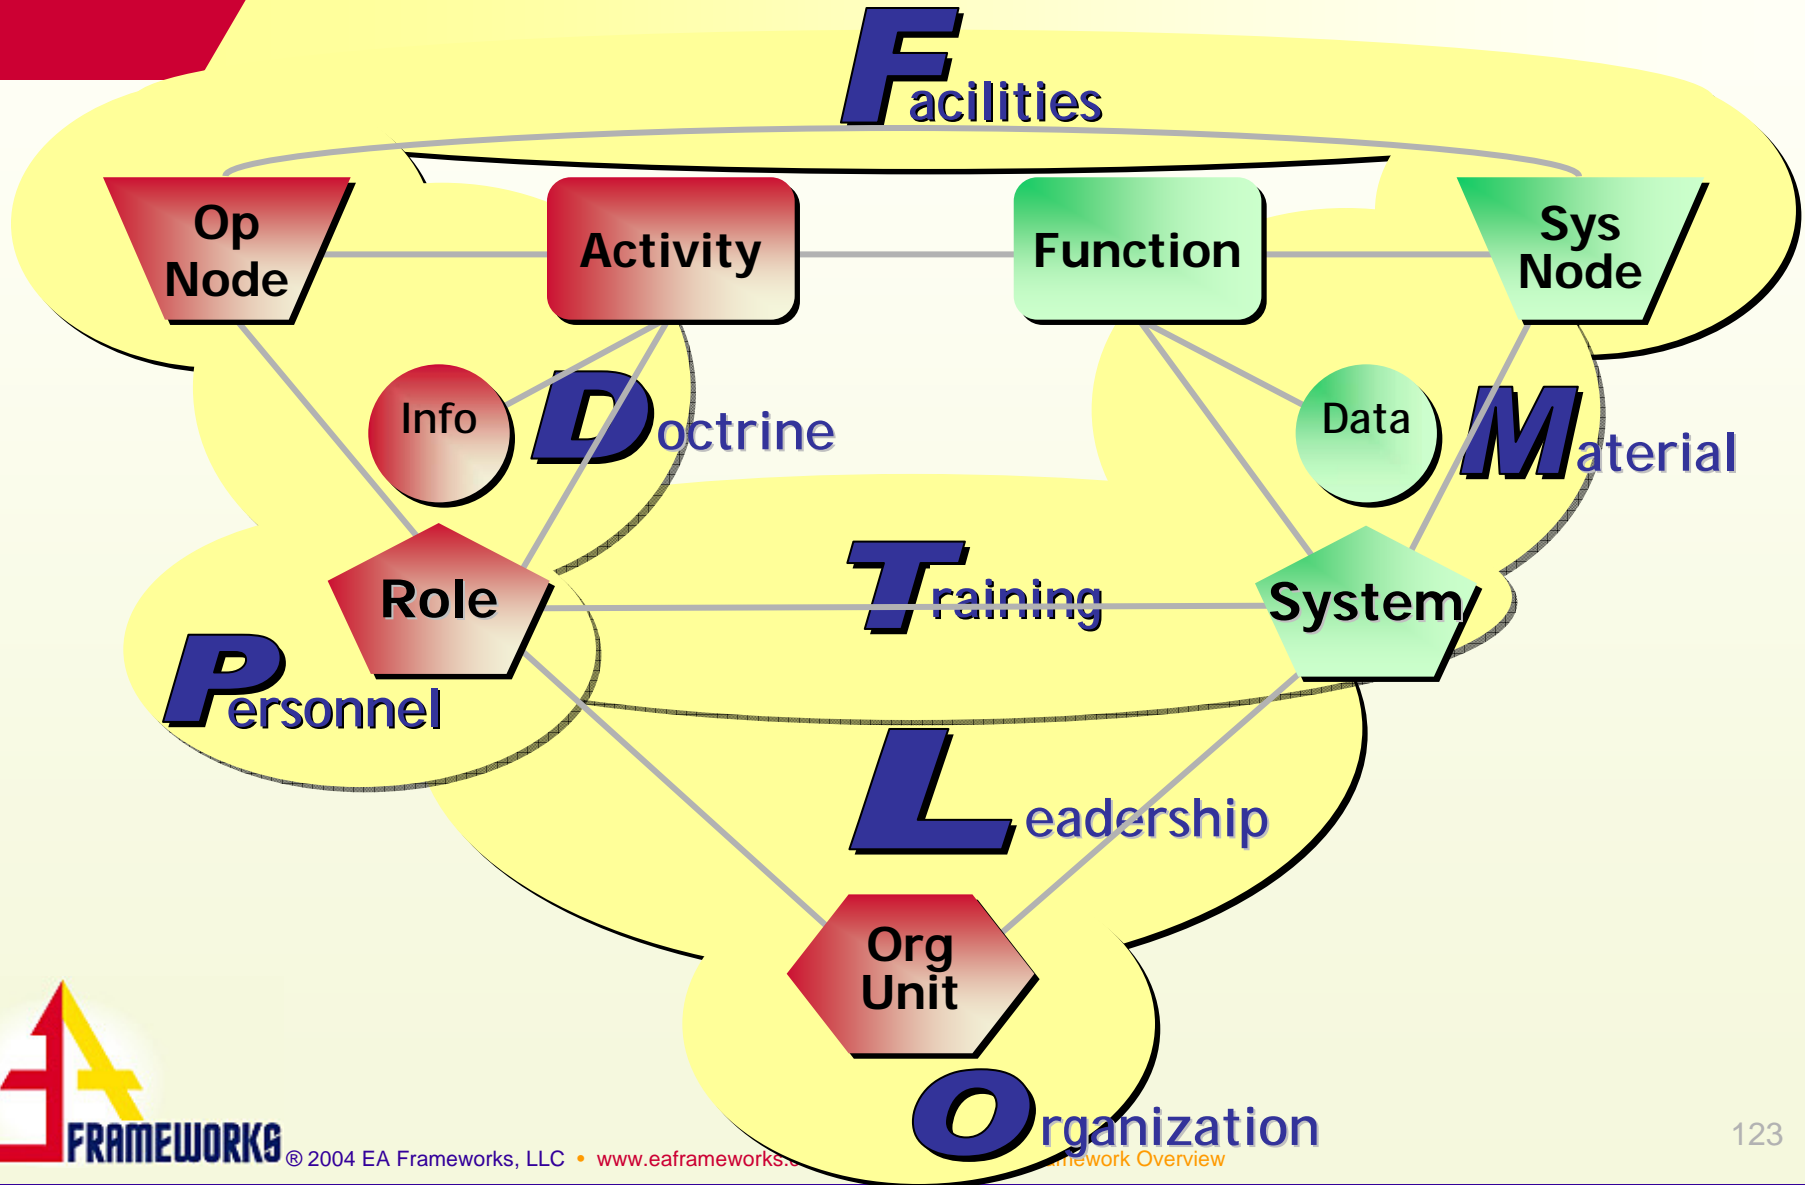 Facilities
Op
Node
Activity
Function
Sys
Node
Info
Doctrine
Data
Material
Role
Training
System
Personnel
Leadership
Org
Unit
Organization
EA
FRAMEWORKS
® 2004 EA Frameworks, LLC • www.eaframeworks. Overview
123